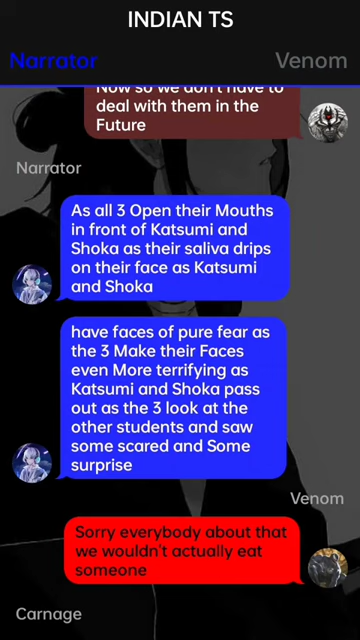 INDIAN TS
Narrator
Venom
Now so we don't have to
deal with them in the
Future
Narrator
As all 3 Open their Mouths
in front of Katsumi and
Shoka as their saliva drips
on their face as Katsumi
and Shoka
have faces of pure fear as
the 3 Make their Faces
even More terrifying as
Katsumi and Shoka pass
out as the 3 look at the
other students and saw
some scared and Some
surprise
Venom
Sorry everybody about that
we wouldn't actually eat
someone
Carnage